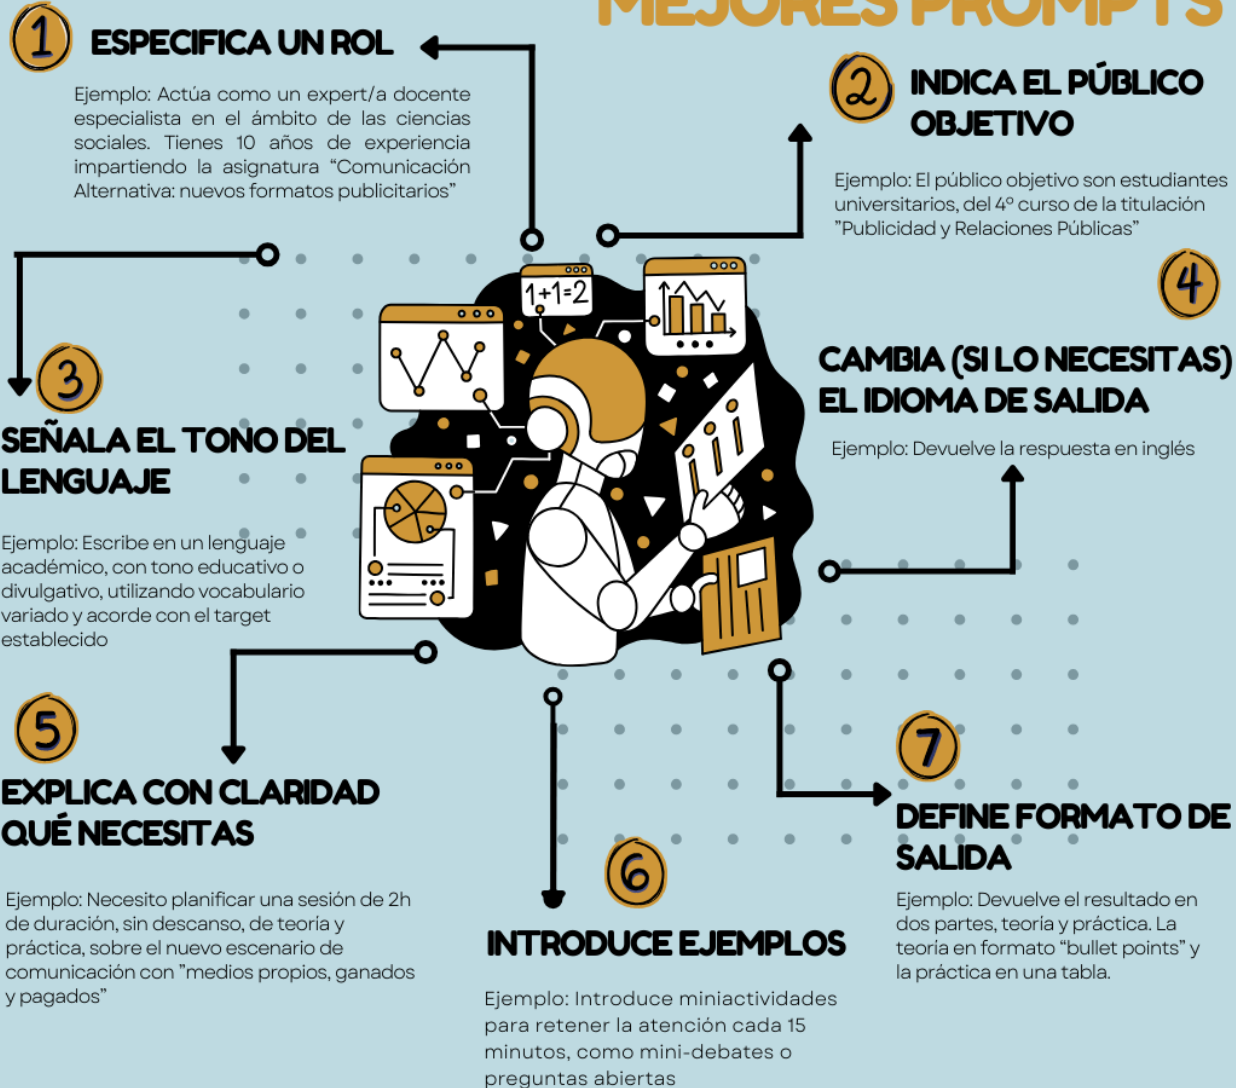 MEJORES PROMPTS
1
ESPECIFICA UN ROL
Ejemplo: Actúa como un expert/a docente
especialista en el ámbito de las ciencias
sociales. Tienes 10 años de experiencia
impartiendo la asignatura “Comunicación
Alternativa: nuevos formatos publicitarios”
2
INDICA EL PÚBLICO
OBJETIVO
Ejemplo: El público objetivo son estudiantes
universitarios, del 4º curso de la titulación
”Publicidad y Relaciones Públicas”
1+1=2
3
SEÑALA EL TONO DEL
LENGUAJE
Ejemplo: Escribe en un lenguaje
académico, con tono educativo o
divulgativo, utilizando vocabulario
variado y acorde con el target
establecido
4
CAMBIA (SI LO NECESITAS)
EL IDIOMA DE SALIDA
Ejemplo: Devuelve la respuesta en inglés
5
EXPLICA CON CLARIDAD
QUÉ NECESITAS
Ejemplo: Necesito planificar una sesión de 2h
de duración, sin descanso, de teoría y
práctica, sobre el nuevo escenario de
comunicación con ”medios propios, ganados
y pagados”
6
INTRODUCE EJEMPLOS
Ejemplo: Introduce miniactividades
para retener la atención cada 15
minutos, como mini-debates o
preguntas abiertas
7
DEFINE FORMATO DE
SALIDA
Ejemplo: Devuelve el resultado en
dos partes, teoría y práctica. La
teoría en formato “bullet points” y
la práctica en una tabla.